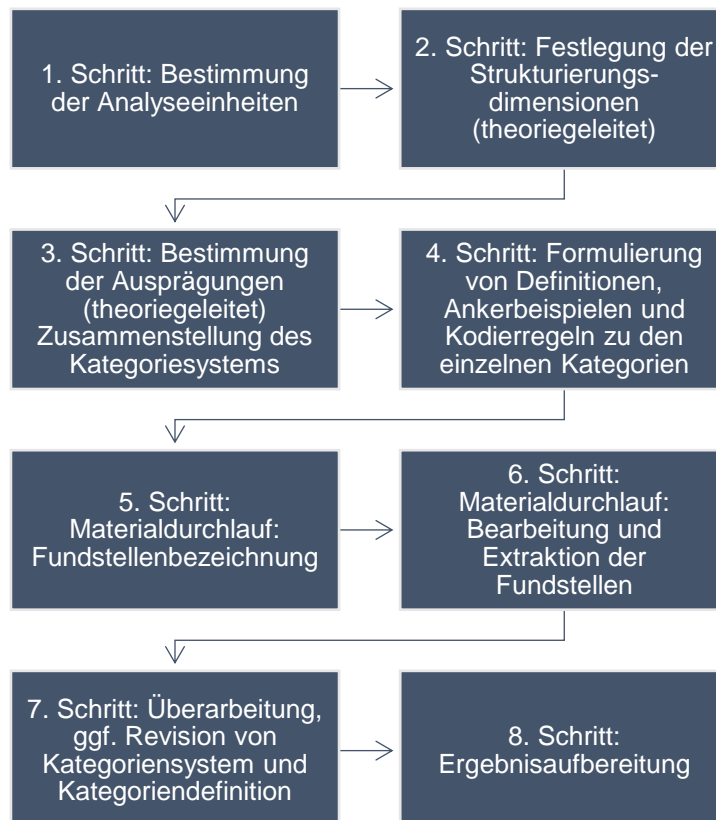 1. Schritt: Bestimmung
der Analyseeinheiten
2. Schritt: Festlegung der
Strukturierungs-
dimensionen
(theoriegeleitet)
3. Schritt: Bestimmung
der Ausprägungen
(theoriegeleitet)
Zusammenstellung des
Kategoriesystems
4. Schritt: Formulierung
von Definitionen,
Ankerbeispielen und
Kodierregeln zu den
einzelnen Kategorien
5. Schritt:
Materialdurchlauf:
Fundstellenbezeichnung
6. Schritt:
Materialdurchlauf:
Bearbeitung und
Extraktion der
Fundstellen
7. Schritt: Überarbeitung,
ggf. Revision von
Kategoriensystem und
Kategoriendefinition
8. Schritt:
Ergebnisaufbereitung